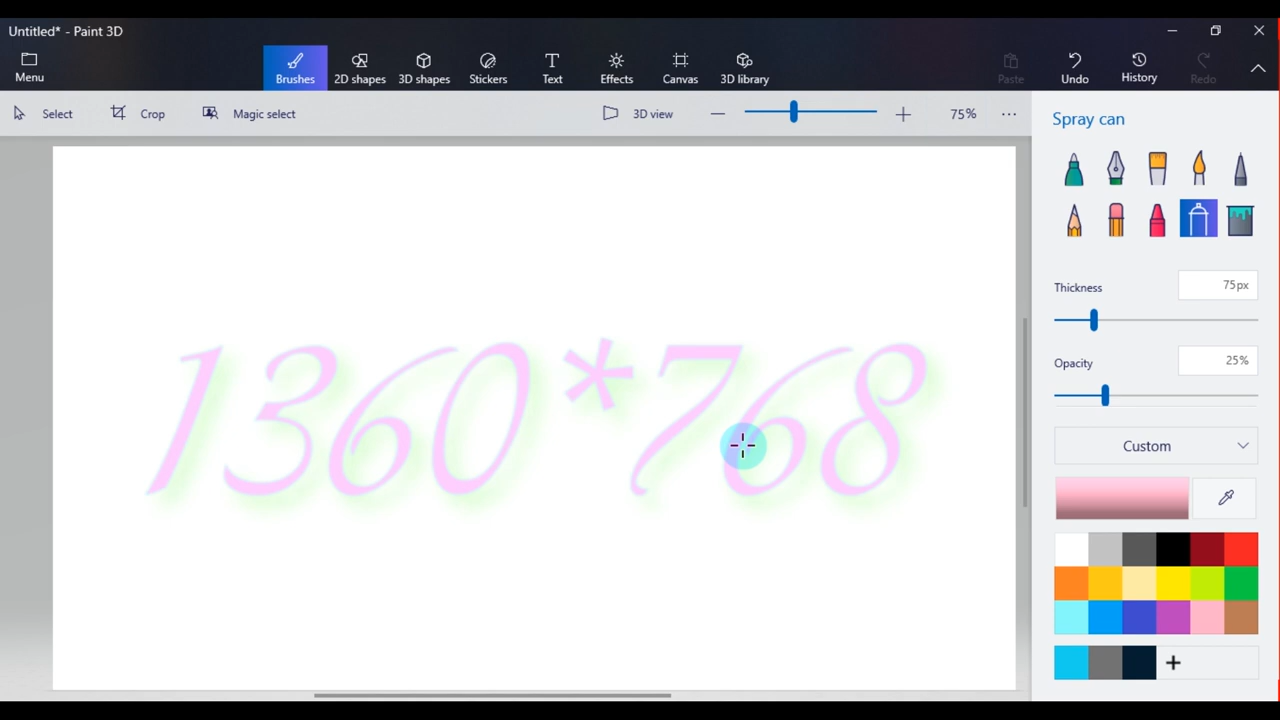 Untitled* - Paint 3D
Menu
Brushes
2D shapes
3D shapes
Stickers
Text
Effects
Canvas
3D library
Paste
Undo
History
Redo
Select
Crop
Magic select
3D view
75%
Spray can
Thickness
75px
Opacity
25%
Custom
1360*768